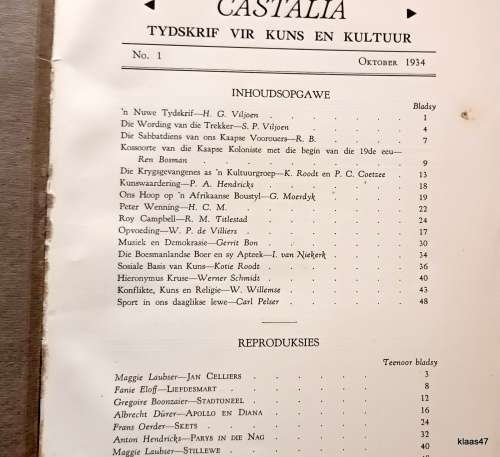 CASTALIA
TYDSKRIF VIR KUNS EN KULTUUR
No. 1 OKTOBER 1934
INHOUDSOPGAWE
Bladsy
'n Nuwe Tydskrif—H. G. Viljoen 1
Die Wording van die Trekker—S. P. Viljoen 4
Die Sabbatdiens van ons Kaapse Voorouers—R. B. 7
Kossoorte van die Kaapse Koloniste met die begin van die 19de eeu—
Ren Bosman 9
Die Krygsgevangenes as 'n Kultuurgroep—K. Roodt en P. C. Coetzee 13
Kunswaardering—P. A. Hendricks 18
Ons Hoop op 'n Afrikaanse Boustyl—G. Moerdyk 19
Peter Wenning—H. C. M. 22
Roy Campbell—R. M. Titlestad 24
Opvoeding—W. P. de Villiers 17
Musiek en Demokrasie—Gerrit Bon 30
Die Boesmanlandse Boer en sy Apteek—I. van Niekerk 34
Sosiale Basis van Kuns—Kotie Roodt 36
Hieronymus Kruse—Werner Schmidt 40
Konflikte, Kuns en Religie—W. Willemse 43
Sport in ons daaglikse lewe—Carl Pelser 48
REPRODUKSIES
Teenoor bladsy
Maggie Laubser—JAN CELLIERS 3
Fanie Eloff—LIEFDESMART 8
Gregoire Boonzaier—STADTONEEL 12
Albrecht Dürer—APOLLO EN DIANA 16
Frans Oerder—SKETS 24
Anton Hendricks—PARYS IN DIE NAG 32
Maggie Laubser—STILLEWE 40
klaas47